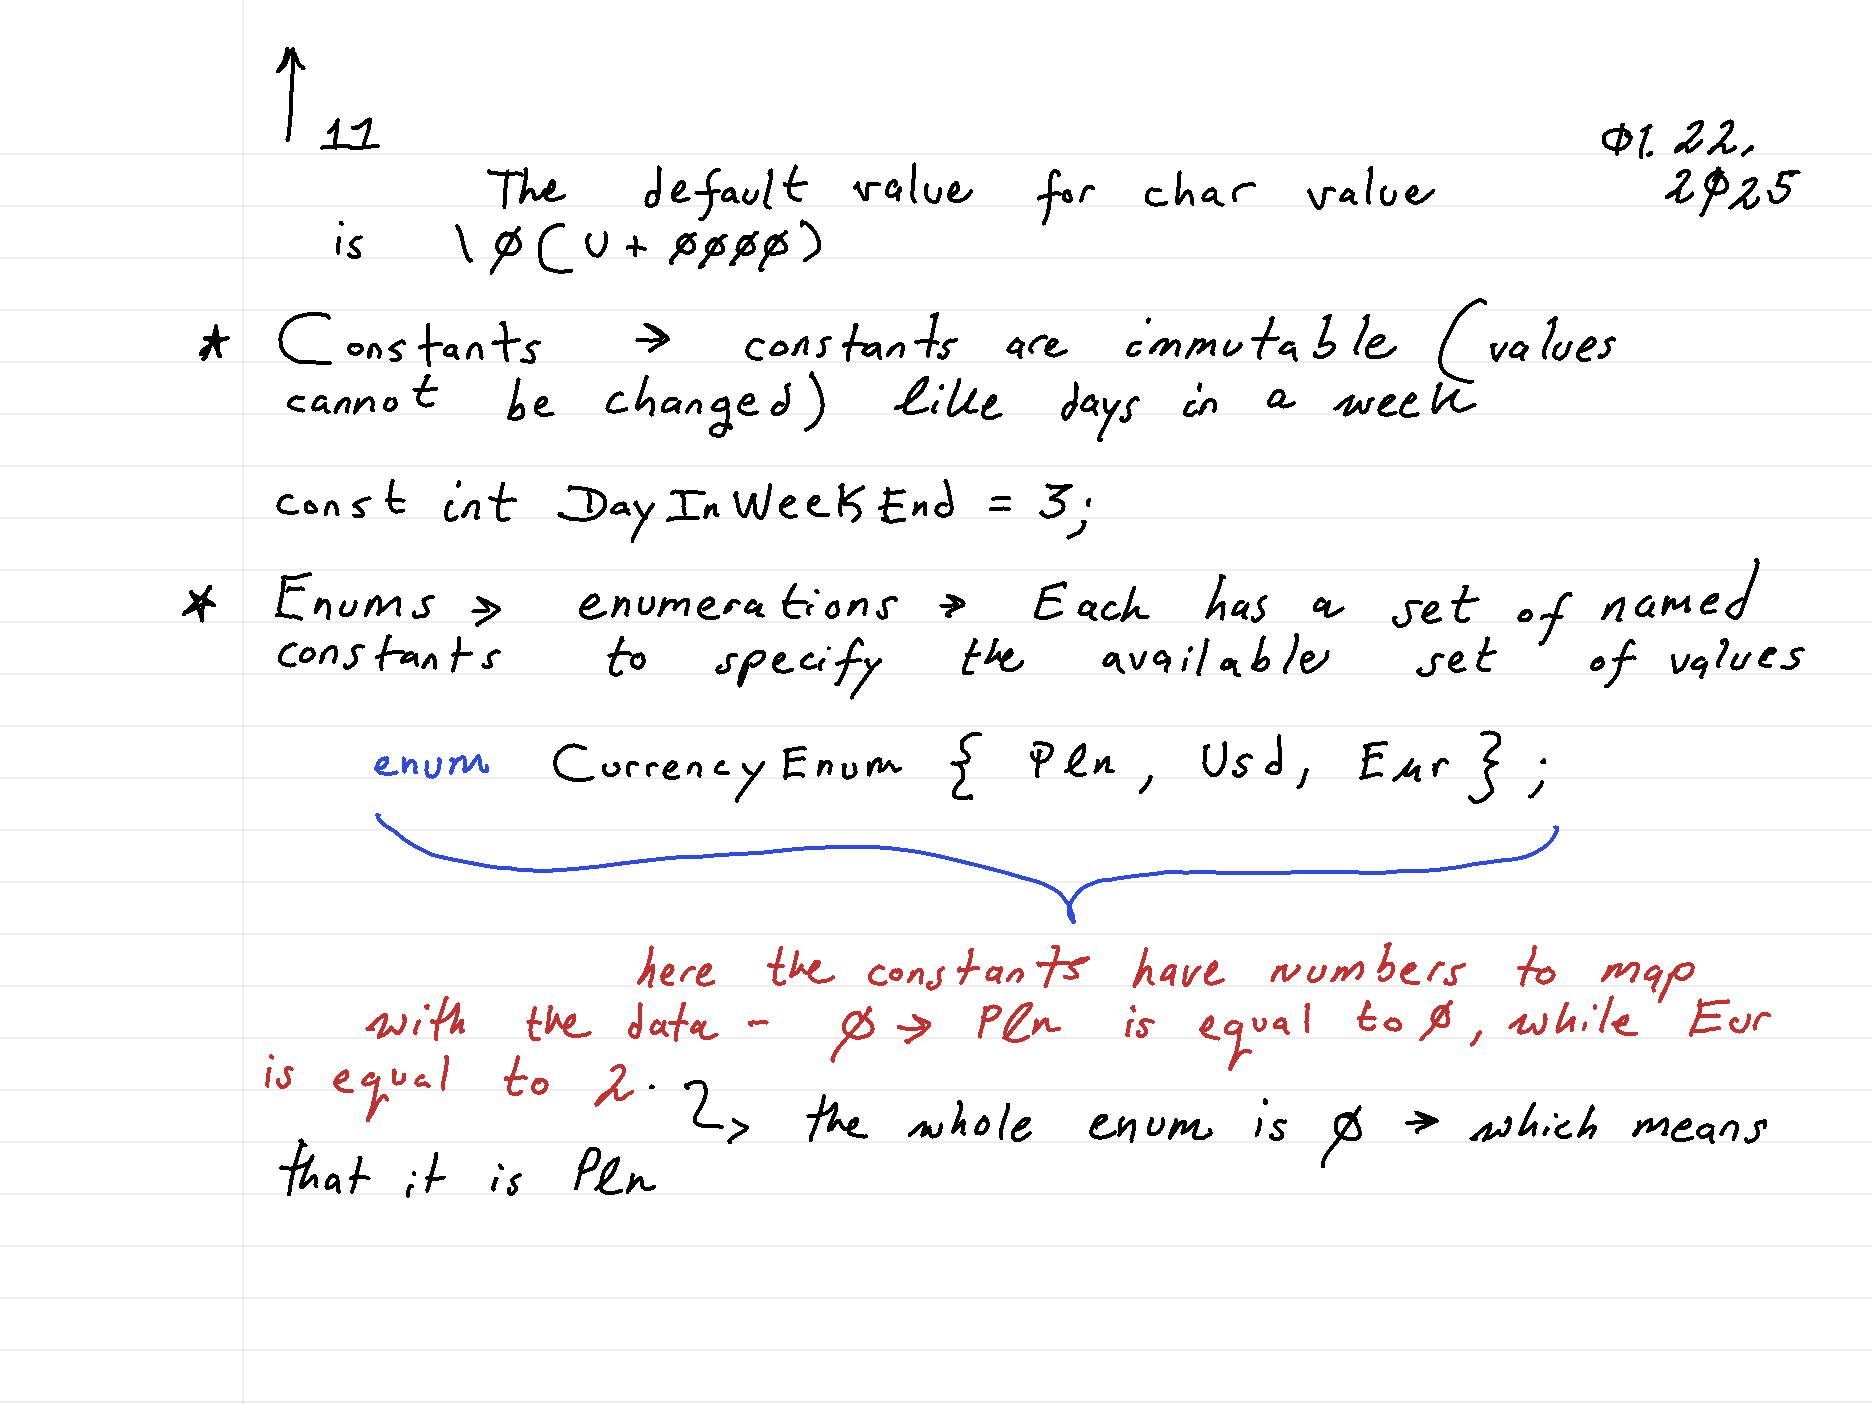 11
Ø1. 22.
2Ø25
The default value for char value
is \Ø(U+ØØØØ)
* Constants → constants are immutable (values
cannot be changed) like days in a week
const int DayInWeekEnd = 3;
* Enums → enumerations → Each has a set of named
constants to specify the available set of values
enum CurrencyEnum { Pln, Usd, Eur };
here the constants have numbers to map
with the data - Ø → Pln is equal to Ø, while Eur
is equal to 2.
→ the whole enum is Ø → which means
that it is Pln